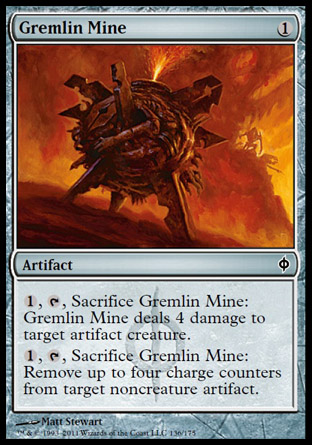 Gremlin Mine 1
Artifact
1, , Sacrifice Gremlin Mine:
Gremlin Mine deals 4 damage to
target artifact creature.
1, , Sacrifice Gremlin Mine:
Remove up to four charge counters
from target noncreature artifact.
Matt Stewart
™ & © 1993–2011 Wizards of the Coast LLC 136/175